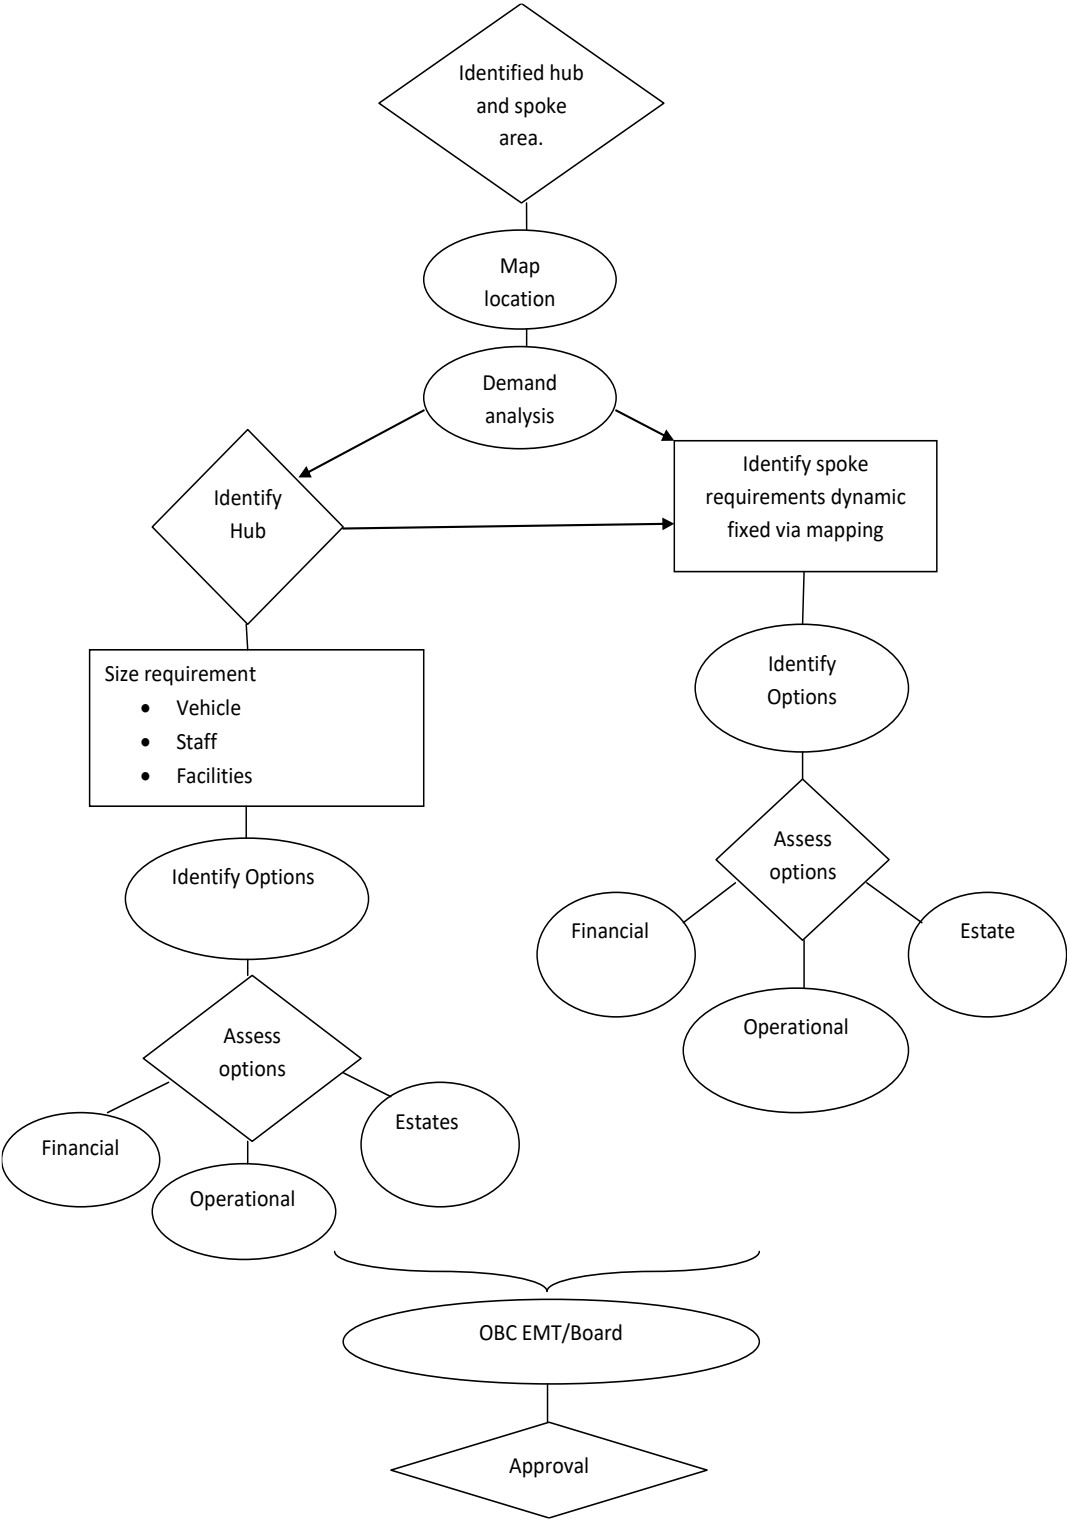 Identified hub
and spoke
area.
Map
location
Demand
analysis
Identify
Hub
Identify spoke
requirements dynamic
fixed via mapping
Size requirement
• Vehicle
• Staff
• Facilities
Identify
Options
Identify Options
Assess
options
Financial
Estate
Operational
Assess
options
Financial
Estates
Operational
OBC EMT/Board
Approval